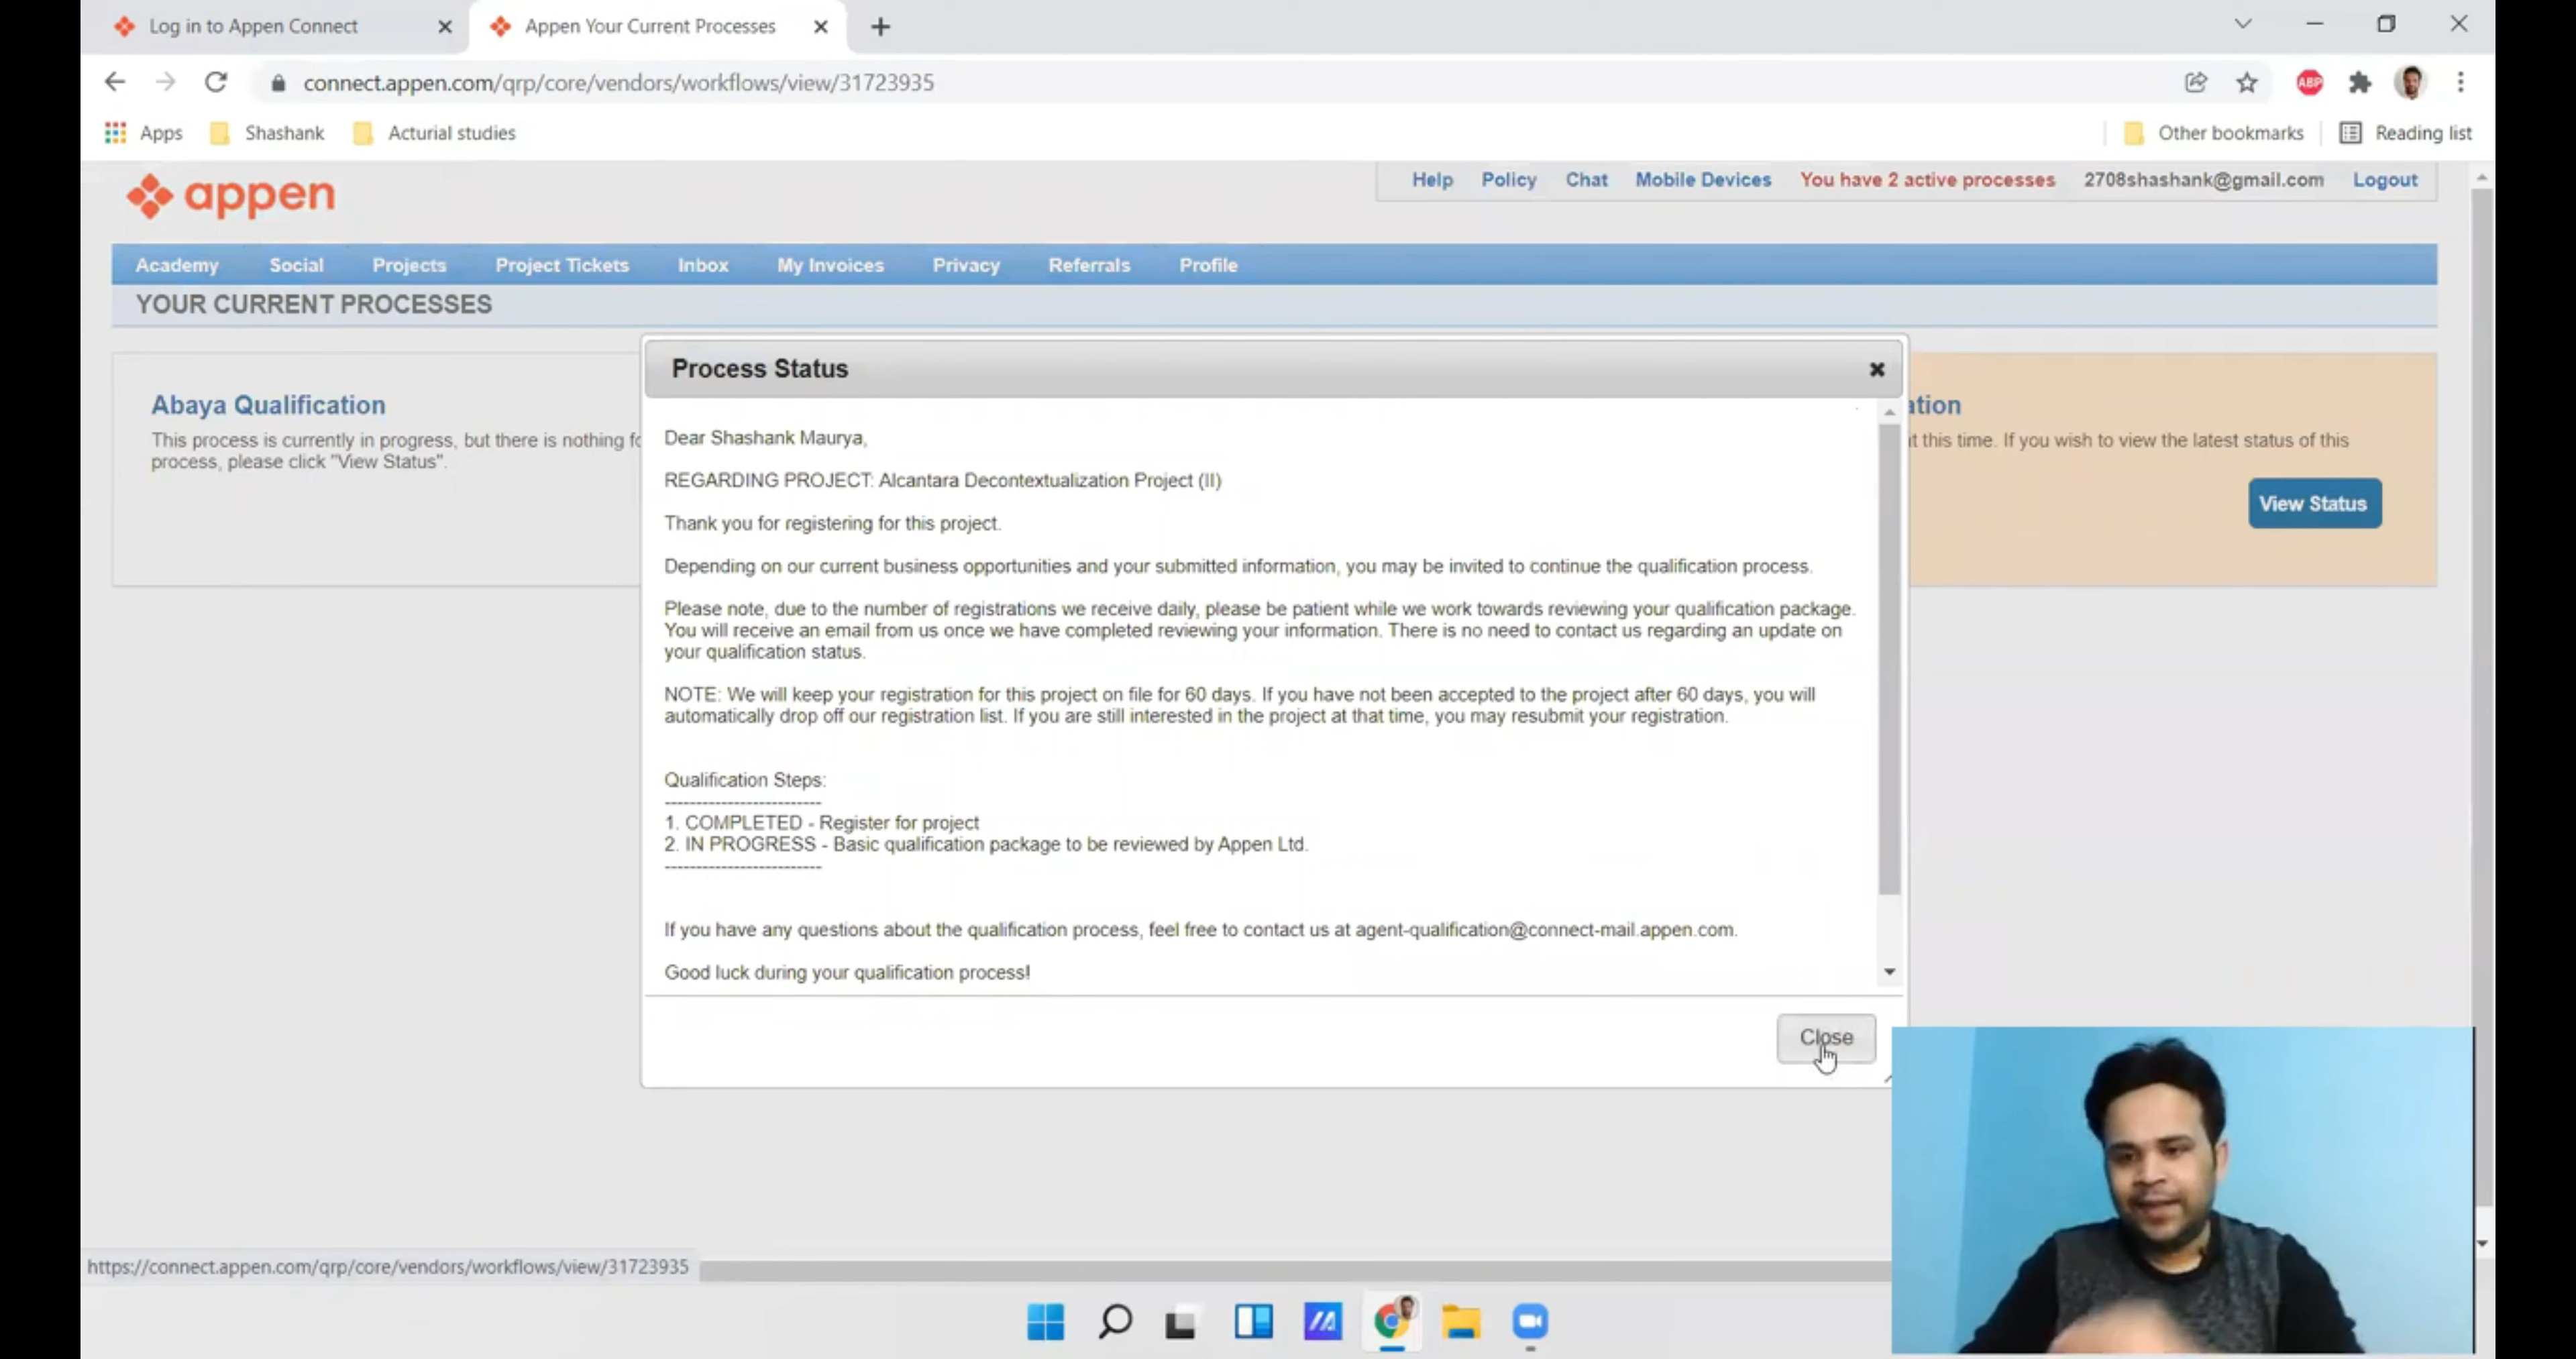 Log in to Appen Connect
Appen Your Current Processes
connect.appen.com/qrp/core/vendors/workflows/view/31723935
ABP
Apps
Shashank
Acturial studies
Other bookmarks
Reading list
appen
Help Policy Chat Mobile Devices You have 2 active processes 2708shashank@gmail.com Logout
Academy Social Projects Project Tickets Inbox My Invoices Privacy Referrals Profile
YOUR CURRENT PROCESSES
Abaya Qualification
This process is currently in progress, but there is nothing
process, please click "View Status".
Process Status
Dear Shashank Maurya,
REGARDING PROJECT: Alcantara Decontextualization Project (II)
Thank you for registering for this project.
Depending on our current business opportunities and your submitted information, you may be invited to continue the qualification process.
Please note, due to the number of registrations we receive daily, please be patient while we work towards reviewing your qualification package.
You will receive an email from us once we have completed reviewing your information. There is no need to contact us regarding an update on
your qualification status.
NOTE: We will keep your registration for this project on file for 60 days. If you have not been accepted to the project after 60 days, you will
automatically drop off our registration list. If you are still interested in the project at that time, you may resubmit your registration.
Qualification Steps:
-------------------------
1. COMPLETED - Register for project
2. IN PROGRESS - Basic qualification package to be reviewed by Appen Ltd.
-------------------------
If you have any questions about the qualification process, feel free to contact us at agent-qualification@connect-mail.appen.com.
Good luck during your qualification process!
Close
ation
t this time. If you wish to view the latest status of this
View Status
https://connect.appen.com/qrp/core/vendors/workflows/view/31723935